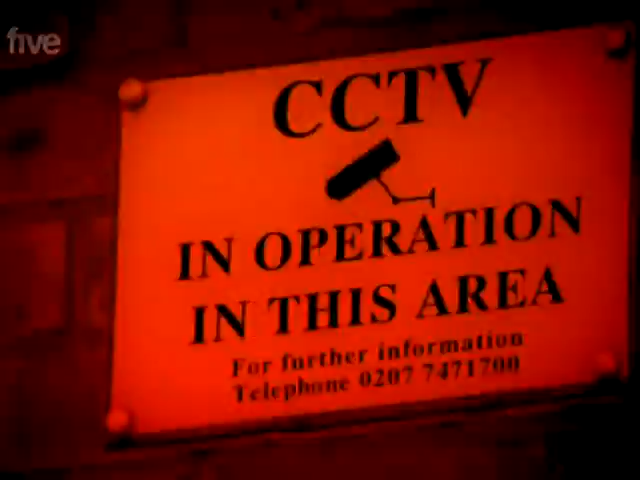 five
CCTV
IN OPERATION
IN THIS AREA
For further information
Telephone 0207 7471700